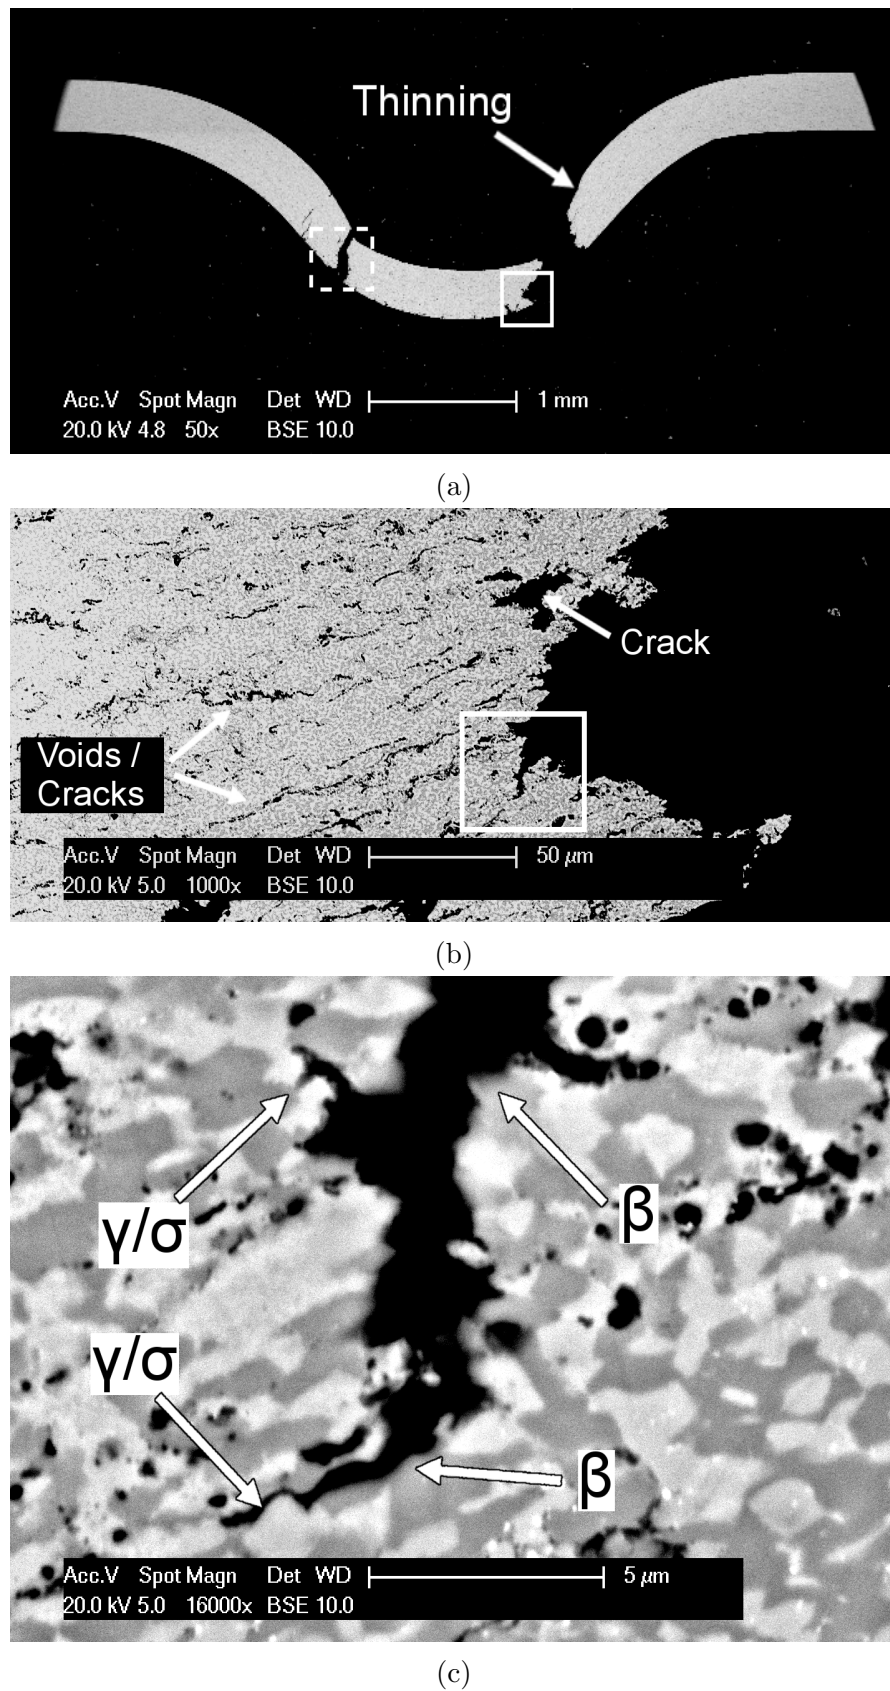 Thinning
Acc.V Spot Magn Det WD 1 mm
20.0 kV 4.8 50x BSE 10.0
(a)
Crack
Voids /
Cracks
Acc.V Spot Magn Det WD 50 µm
20.0 kV 5.0 1000x BSE 10.0
(b)
γ/σ
β
γ/σ
β
Acc.V Spot Magn Det WD 5 µm
20.0 kV 5.0 16000x BSE 10.0
(c)